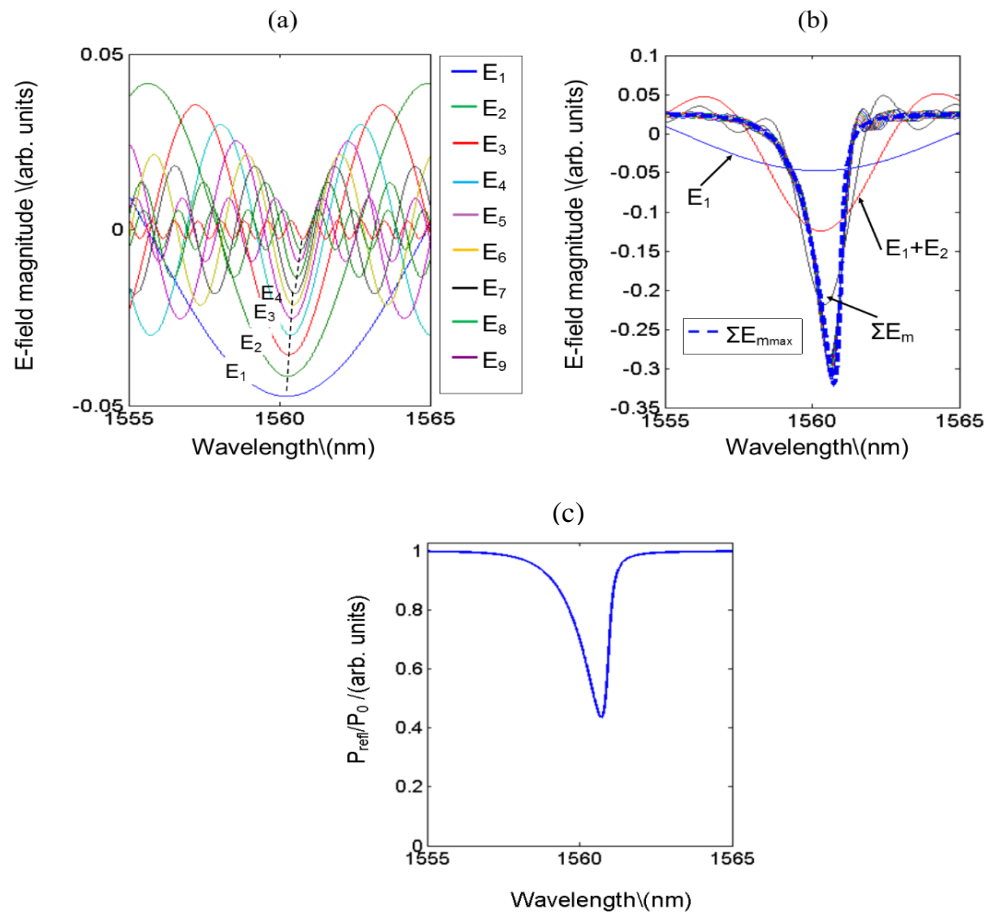 (a)
E-field magnitude \(arb. units)
0.05
0
-0.05
E₁
E₂
E₃
E₄
1555
1560
1565
Wavelength\(nm)
E₁
E₂
E₃
E₄
E₅
E₆
E₇
E₈
E₉
(b)
E-field magnitude \(arb. units)
0.1
0.05
0
-0.05
-0.1
-0.15
-0.2
-0.25
-0.3
-0.35
E₁
E₁+E₂
ΣEₘ
ΣEₘₘₐₓ
1555
1560
1565
Wavelength\(nm)
(c)
Pᵣₑfₗ/P₀ /(arb. units)
1
0.8
0.6
0.4
0.2
0
1555
1560
1565
Wavelength\(nm)